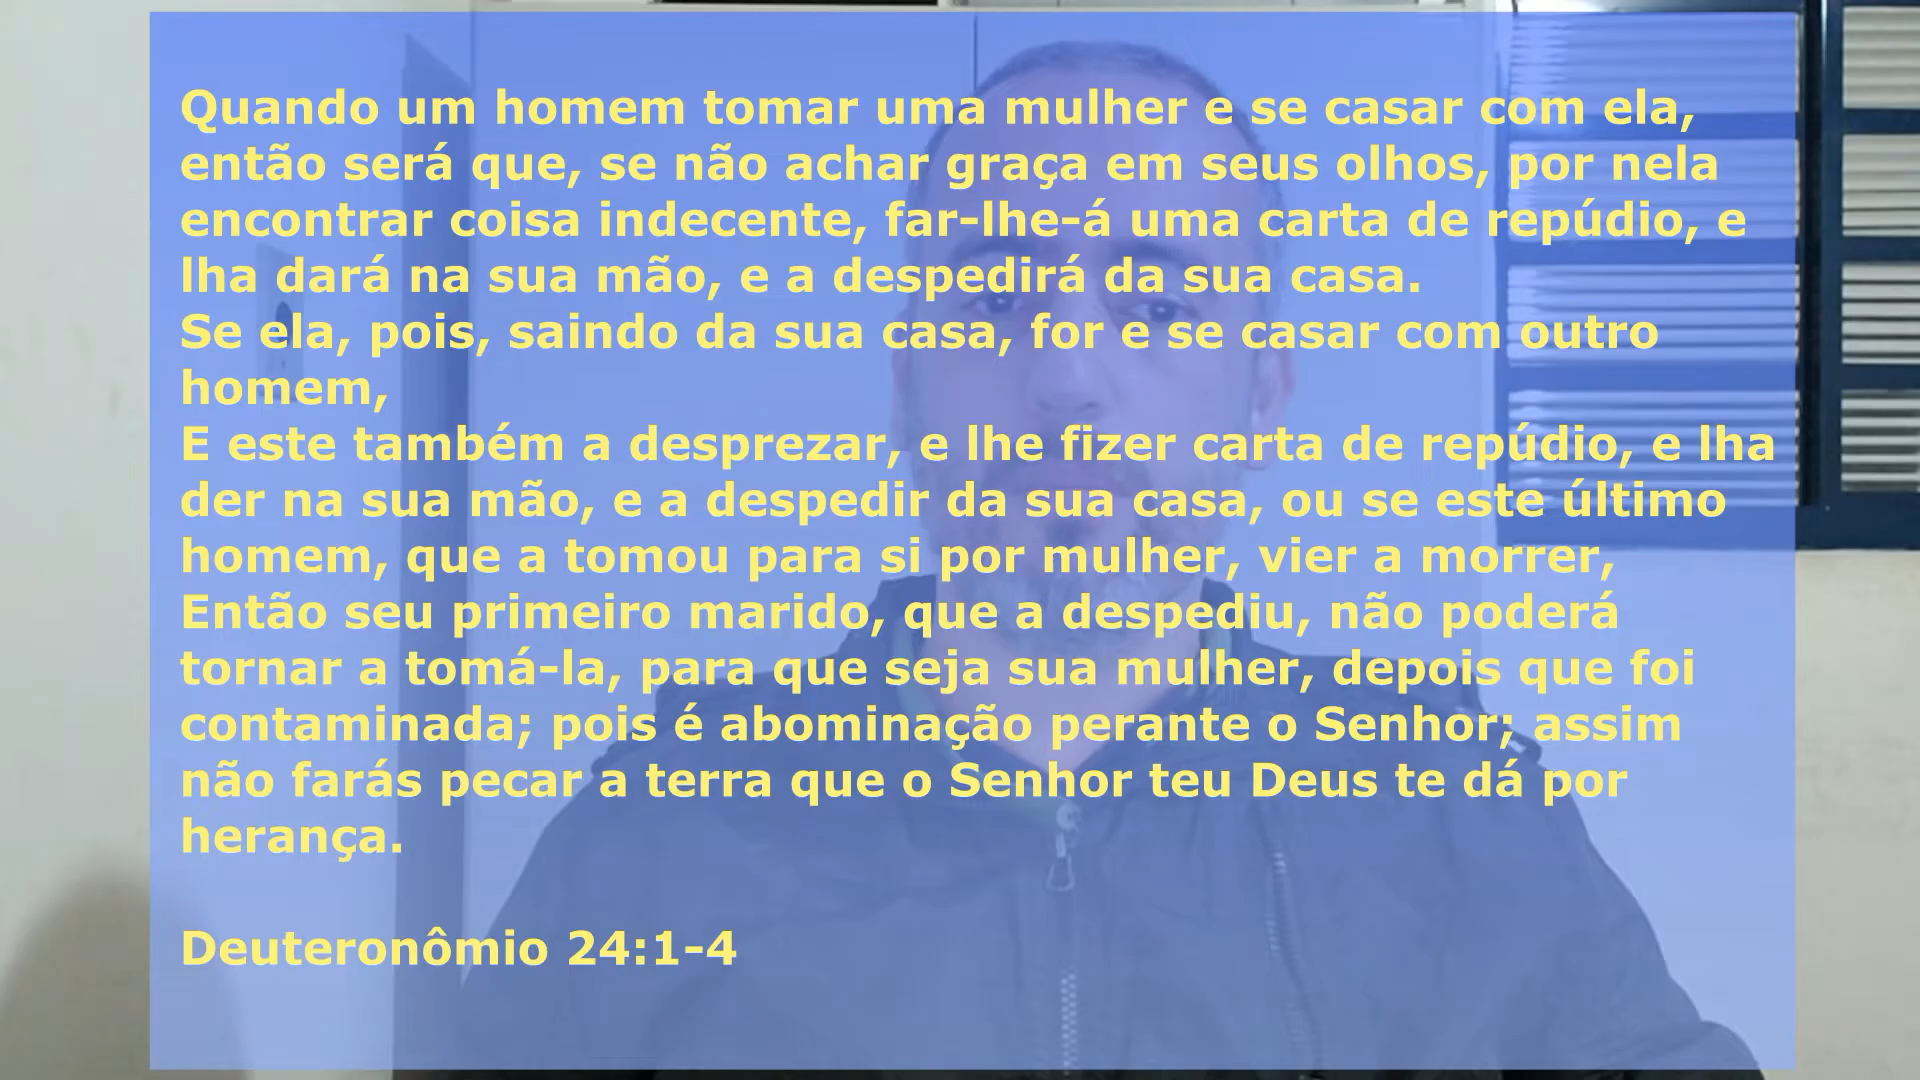 Quando um homem tomar uma mulher e se casar com ela,
então será que, se não achar graça em seus olhos, por nela
encontrar coisa indecente, far-lhe-á uma carta de repúdio, e
lha dará na sua mão, e a despedirá da sua casa.
Se ela, pois, saindo da sua casa, for e se casar com outro
homem,
E este também a desprezar, e lhe fizer carta de repúdio, e lha
der na sua mão, e a despedir da sua casa, ou se este último
homem, que a tomou para si por mulher, vier a morrer,
Então seu primeiro marido, que a despediu, não poderá
tornar a tomá-la, para que seja sua mulher, depois que foi
contaminada; pois é abominação perante o Senhor; assim
não farás pecar a terra que o Senhor teu Deus te dá por
herança.
Deuteronômio 24:1-4